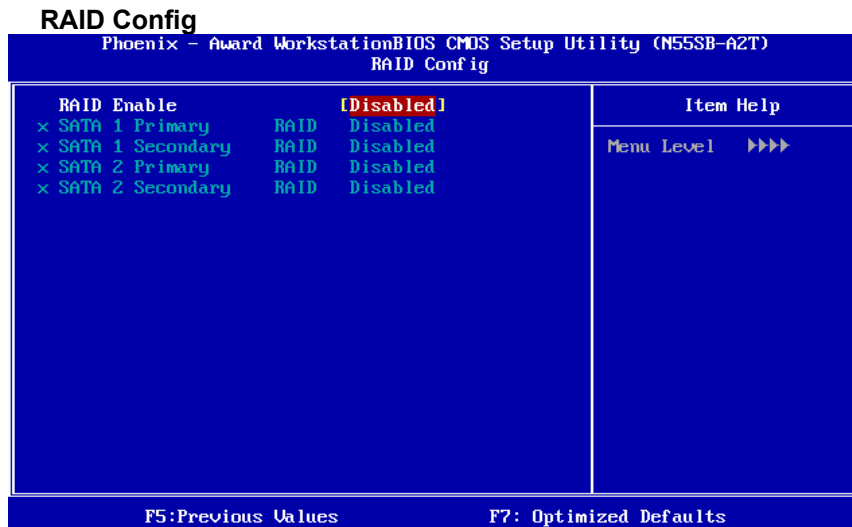 RAID Config
Phoenix - Award WorkstationBIOS CMOS Setup Utility (N55SB-A2T)
RAID Config
RAID Enable [Disabled]
x SATA 1 Primary RAID Disabled
x SATA 1 Secondary RAID Disabled
x SATA 2 Primary RAID Disabled
x SATA 2 Secondary RAID Disabled
Item Help
Menu Level ►►►►
F5:Previous Values F7: Optimized Defaults